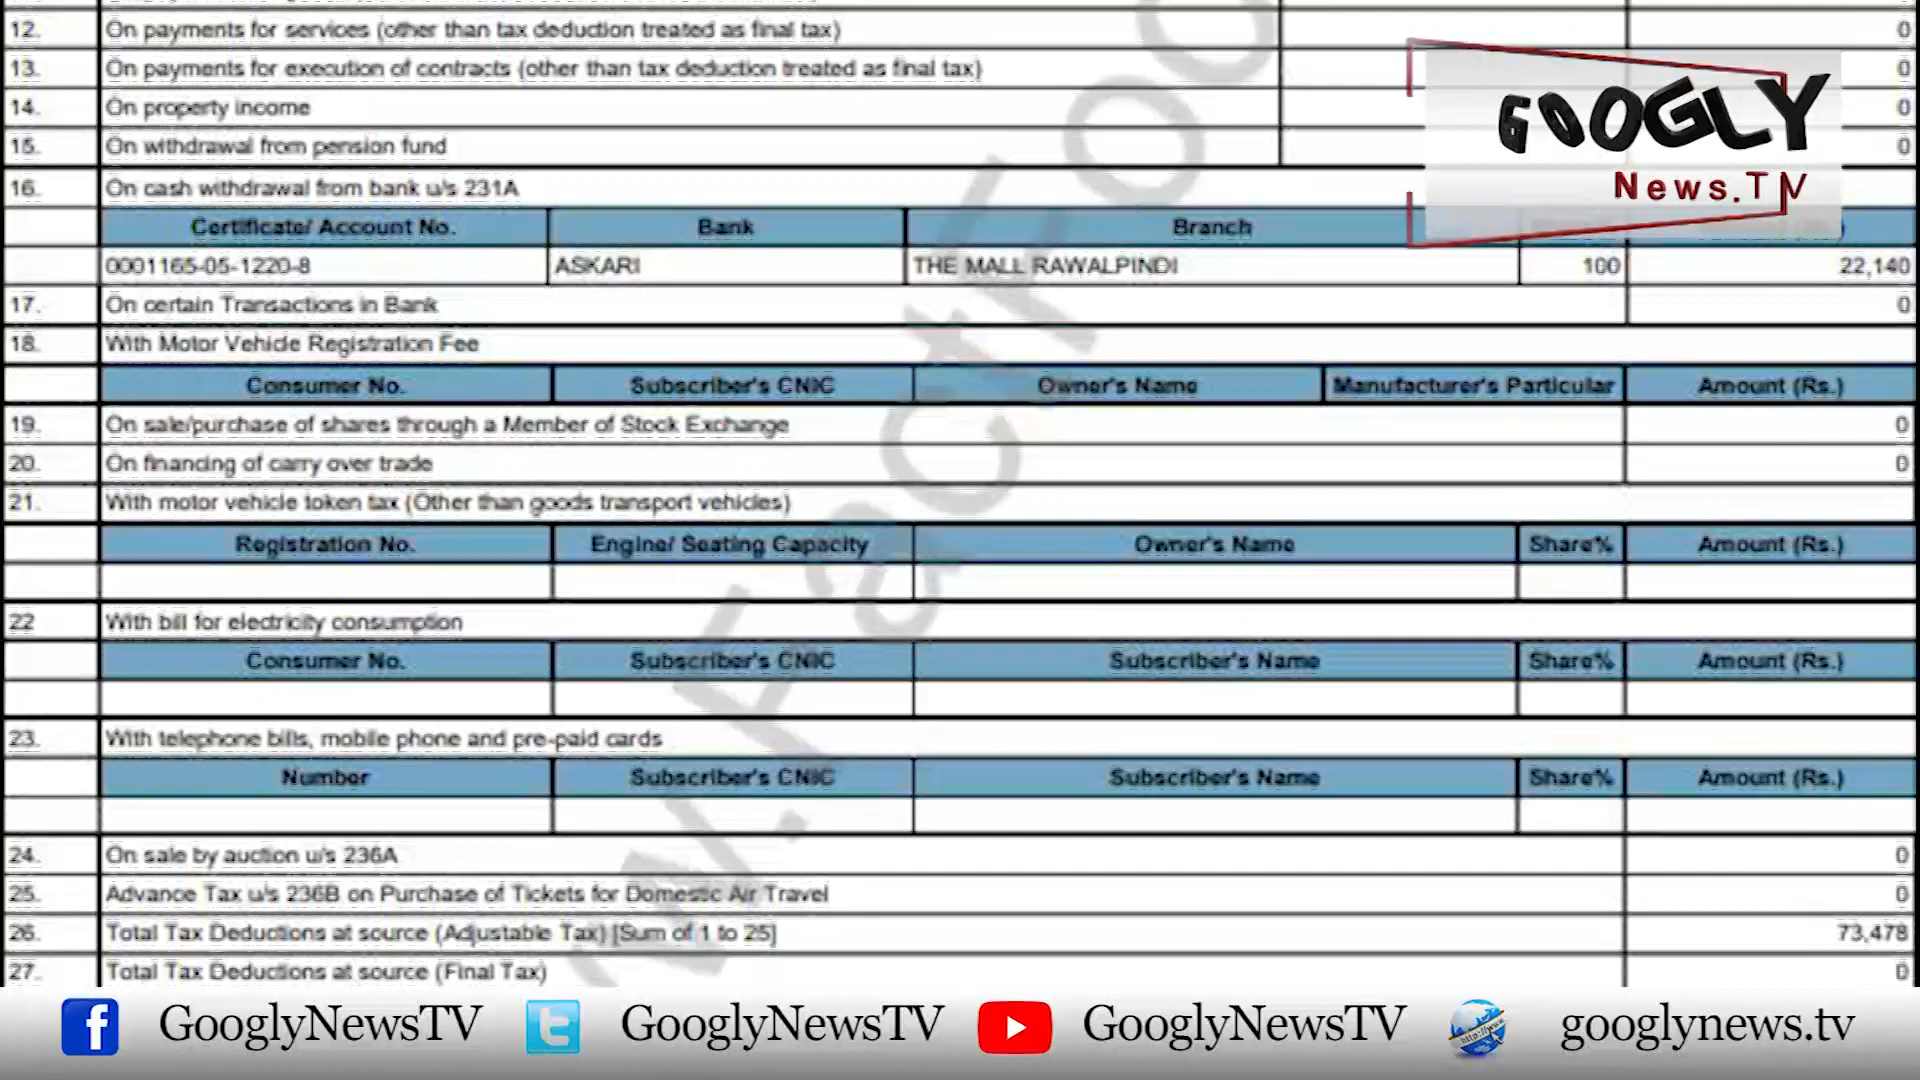 12. On payments for services (other than tax deduction treated as final tax) 0
13. On payments for execution of contracts (other than tax deduction treated as final tax) 0
14. On property income 0
15. On withdrawal from pension fund 0
16. On cash withdrawal from bank u/s 231A
Certificate/ Account No. Bank Branch
0001165-05-1220-8 ASKARI THE MALL RAWALPINDI 100 22,140
17. On certain Transactions in Bank 0
18. With Motor Vehicle Registration Fee
Consumer No. Subscriber's CNIC Owner's Name Manufacturer's Particular Amount (Rs.)
19. On sale/purchase of shares through a Member of Stock Exchange 0
20. On financing of carry over trade 0
21. With motor vehicle token tax (Other than goods transport vehicles)
Registration No. Engine/ Seating Capacity Owner's Name Share% Amount (Rs.)
22 With bill for electricity consumption
Consumer No. Subscriber's CNIC Subscriber's Name Share% Amount (Rs.)
23. With telephone bills, mobile phone and pre-paid cards
Number Subscriber's CNIC Subscriber's Name Share% Amount (Rs.)
24. On sale by auction u/s 236A 0
25. Advance Tax u/s 236B on Purchase of Tickets for Domestic Air Travel 0
26. Total Tax Deductions at source (Adjustable Tax) [Sum of 1 to 25] 73,478
27. Total Tax Deductions at source (Final Tax) 0
GOOGLY
News.TV
w.FactFo
GooglyNewsTV GooglyNewsTV GooglyNewsTV googlynews.tv